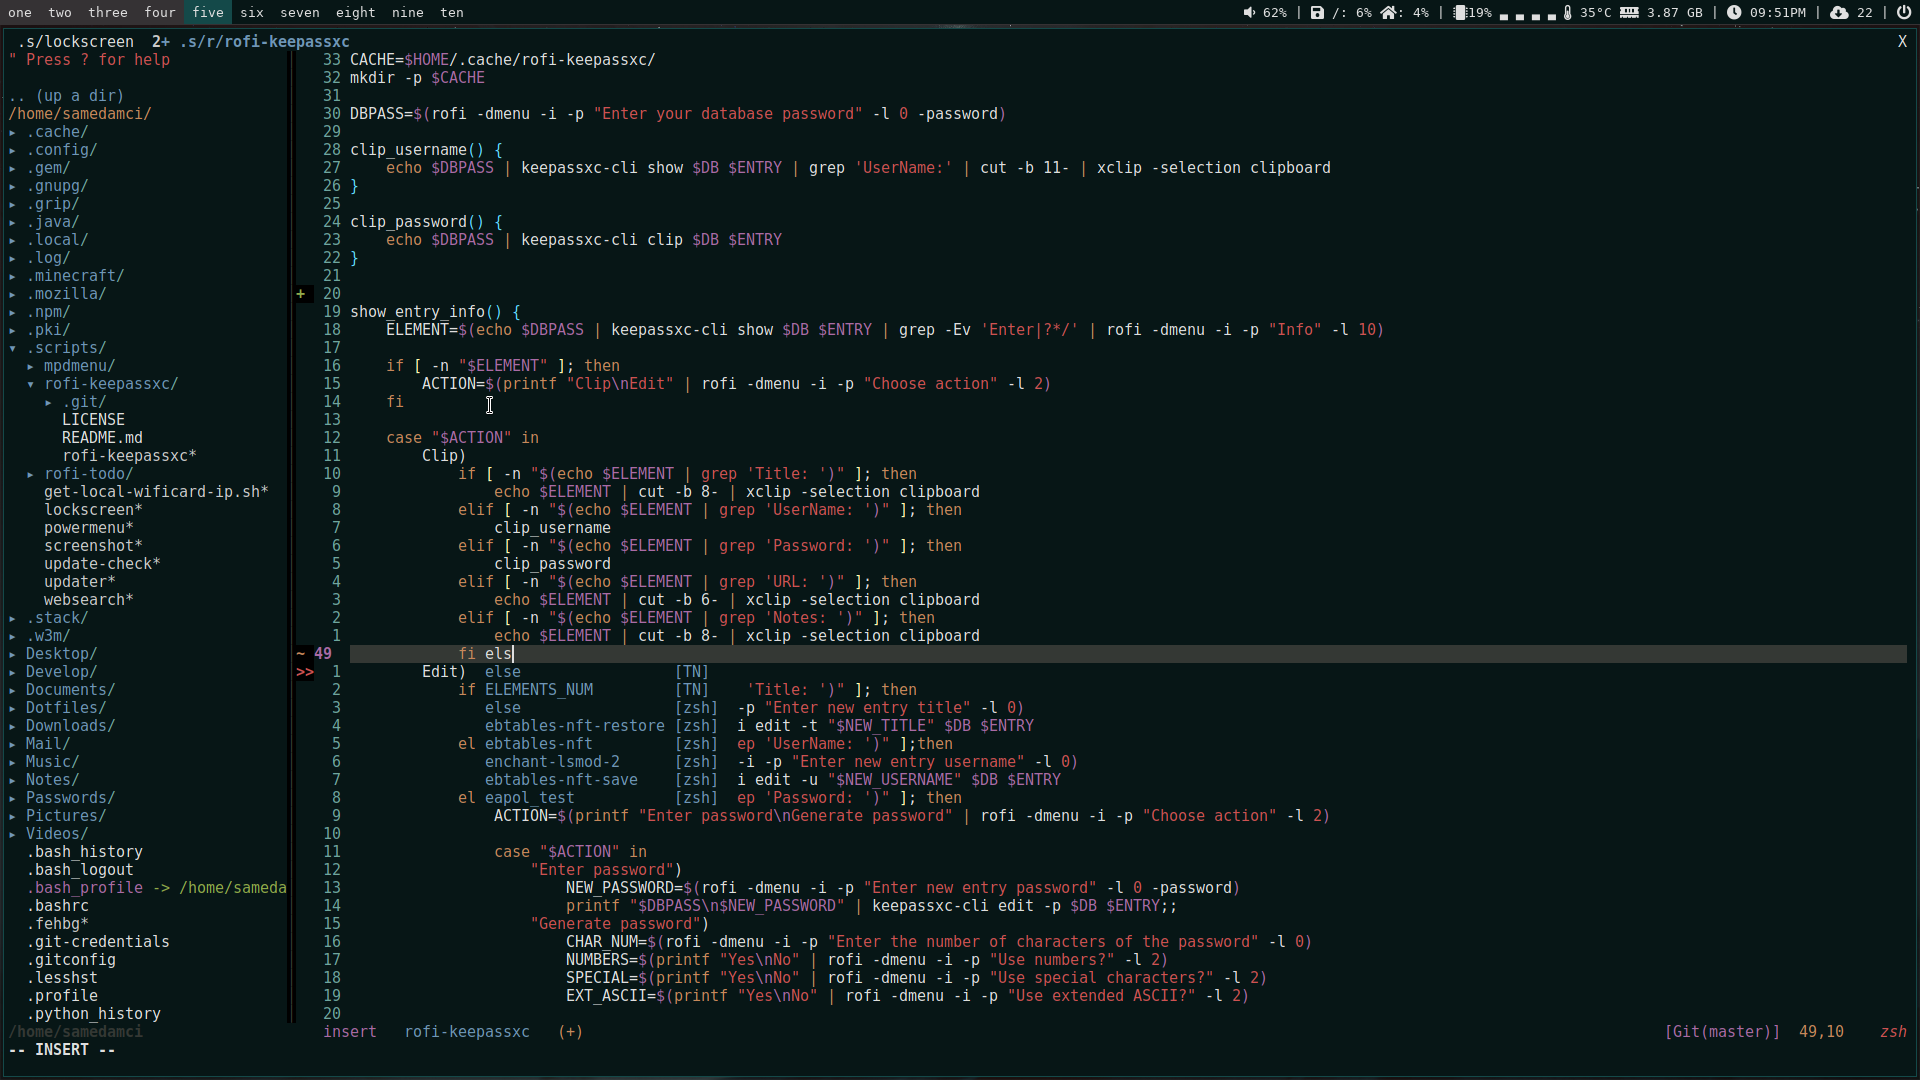 one two three four five six seven eight nine ten 62% | /: 6% : 4% | 19% 35°C 3.87 GB | 09:51PM | 22 |
.s/lockscreen 2+ .s/r/rofi-keepassxc X
" Press ? for help
.. (up a dir)
/home/samedamci/
▸ .cache/
▸ .config/
▸ .gem/
▸ .gnupg/
▸ .grip/
▸ .java/
▸ .local/
▸ .log/
▸ .minecraft/
▸ .mozilla/
▸ .npm/
▸ .pki/
▾ .scripts/
▸ mpdmenu/
▾ rofi-keepassxc/
▸ .git/
LICENSE
README.md
rofi-keepassxc*
▸ rofi-todo/
get-local-wificard-ip.sh*
lockscreen*
powermenu*
screenshot*
update-check*
updater*
websearch*
▸ .stack/
▸ .w3m/
▸ Desktop/
▸ Develop/
▸ Documents/
▸ Dotfiles/
▸ Downloads/
▸ Mail/
▸ Music/
▸ Notes/
▸ Passwords/
▸ Pictures/
▸ Videos/
.bash_history
.bash_logout
.bash_profile -> /home/sameda
.bashrc
.fehbg*
.git-credentials
.gitconfig
.lesshst
.profile
.python_history
/home/samedamci
33 CACHE=$HOME/.cache/rofi-keepassxc/
32 mkdir -p $CACHE
31
30 DBPASS=$(rofi -dmenu -i -p "Enter your database password" -l 0 -password)
29
28 clip_username() {
27 echo $DBPASS | keepassxc-cli show $DB $ENTRY | grep 'UserName:' | cut -b 11- | xclip -selection clipboard
26 }
25
24 clip_password() {
23 echo $DBPASS | keepassxc-cli clip $DB $ENTRY
22 }
21
+ 20
19 show_entry_info() {
18 ELEMENT=$(echo $DBPASS | keepassxc-cli show $DB $ENTRY | grep -Ev 'Enter|?*/' | rofi -dmenu -i -p "Info" -l 10)
17
16 if [ -n "$ELEMENT" ]; then
15 ACTION=$(printf "Clip\nEdit" | rofi -dmenu -i -p "Choose action" -l 2)
14 fi
13
12 case "$ACTION" in
11 Clip)
10 if [ -n "$(echo $ELEMENT | grep 'Title: ')" ]; then
9 echo $ELEMENT | cut -b 8- | xclip -selection clipboard
8 elif [ -n "$(echo $ELEMENT | grep 'UserName: ')" ]; then
7 clip_username
6 elif [ -n "$(echo $ELEMENT | grep 'Password: ')" ]; then
5 clip_password
4 elif [ -n "$(echo $ELEMENT | grep 'URL: ')" ]; then
3 echo $ELEMENT | cut -b 6- | xclip -selection clipboard
2 elif [ -n "$(echo $ELEMENT | grep 'Notes: ')" ]; then
1 echo $ELEMENT | cut -b 8- | xclip -selection clipboard
~ 49 fi els
>> 1 Edit) else [TN]
2 if ELEMENTS_NUM [TN] 'Title: ')" ]; then
3 else [zsh] -p "Enter new entry title" -l 0)
4 ebtables-nft-restore [zsh] i edit -t "$NEW_TITLE" $DB $ENTRY
5 el ebtables-nft [zsh] ep 'UserName: ')" ];then
6 enchant-lsmod-2 [zsh] -i -p "Enter new entry username" -l 0)
7 ebtables-nft-save [zsh] i edit -u "$NEW_USERNAME" $DB $ENTRY
8 el eapol_test [zsh] ep 'Password: ')" ]; then
9 ACTION=$(printf "Enter password\nGenerate password" | rofi -dmenu -i -p "Choose action" -l 2)
10
11 case "$ACTION" in
12 "Enter password")
13 NEW_PASSWORD=$(rofi -dmenu -i -p "Enter new entry password" -l 0 -password)
14 printf "$DBPASS\n$NEW_PASSWORD" | keepassxc-cli edit -p $DB $ENTRY;;
15 "Generate password")
16 CHAR_NUM=$(rofi -dmenu -i -p "Enter the number of characters of the password" -l 0)
17 NUMBERS=$(printf "Yes\nNo" | rofi -dmenu -i -p "Use numbers?" -l 2)
18 SPECIAL=$(printf "Yes\nNo" | rofi -dmenu -i -p "Use special characters?" -l 2)
19 EXT_ASCII=$(printf "Yes\nNo" | rofi -dmenu -i -p "Use extended ASCII?" -l 2)
20
insert rofi-keepassxc (+) [Git(master)] 49,10 zsh
-- INSERT --